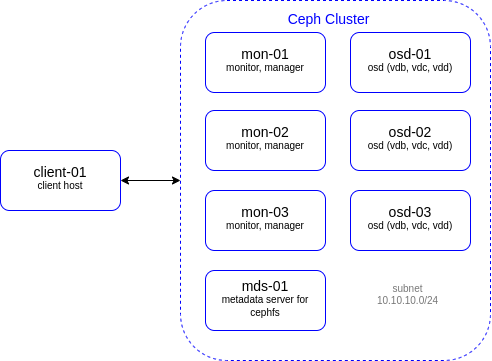 Ceph Cluster
mon-01
monitor, manager
osd-01
osd (vdb, vdc, vdd)
mon-02
monitor, manager
osd-02
osd (vdb, vdc, vdd)
client-01
client host
mon-03
monitor, manager
osd-03
osd (vdb, vdc, vdd)
mds-01
metadata server for
cephfs
subnet
10.10.10.0/24